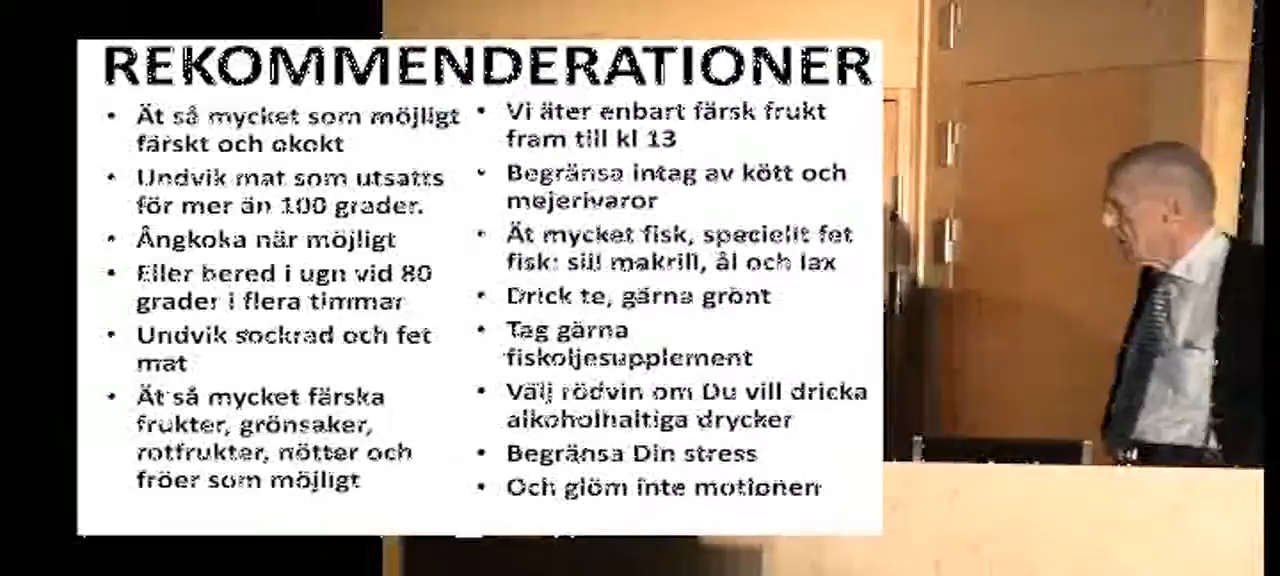 REKOMMENDERATIONER
• Ät så mycket som möjligt
färskt och okokt
• Undvik mat som utsatts
för mer än 100 grader.
• Ångkoka när möjligt
• Eller bered i ugn vid 80
grader i flera timmar
• Undvik sockrad och fet
mat
• Ät så mycket färska
frukter, grönsaker,
rotfrukter, nötter och
fröer som möjligt
• Vi äter enbart färsk frukt
fram till kl 13
• Begränsa intag av kött och
mejerivaror
• Ät mycket fisk, speciellt fet
fisk: sill makrill, ål och lax
• Drick te, gärna grönt
• Tag gärna
fiskoljesupplement
• Välj rödvin om Du vill dricka
alkoholhaltiga drycker
• Begränsa Din stress
• Och glöm inte motionen